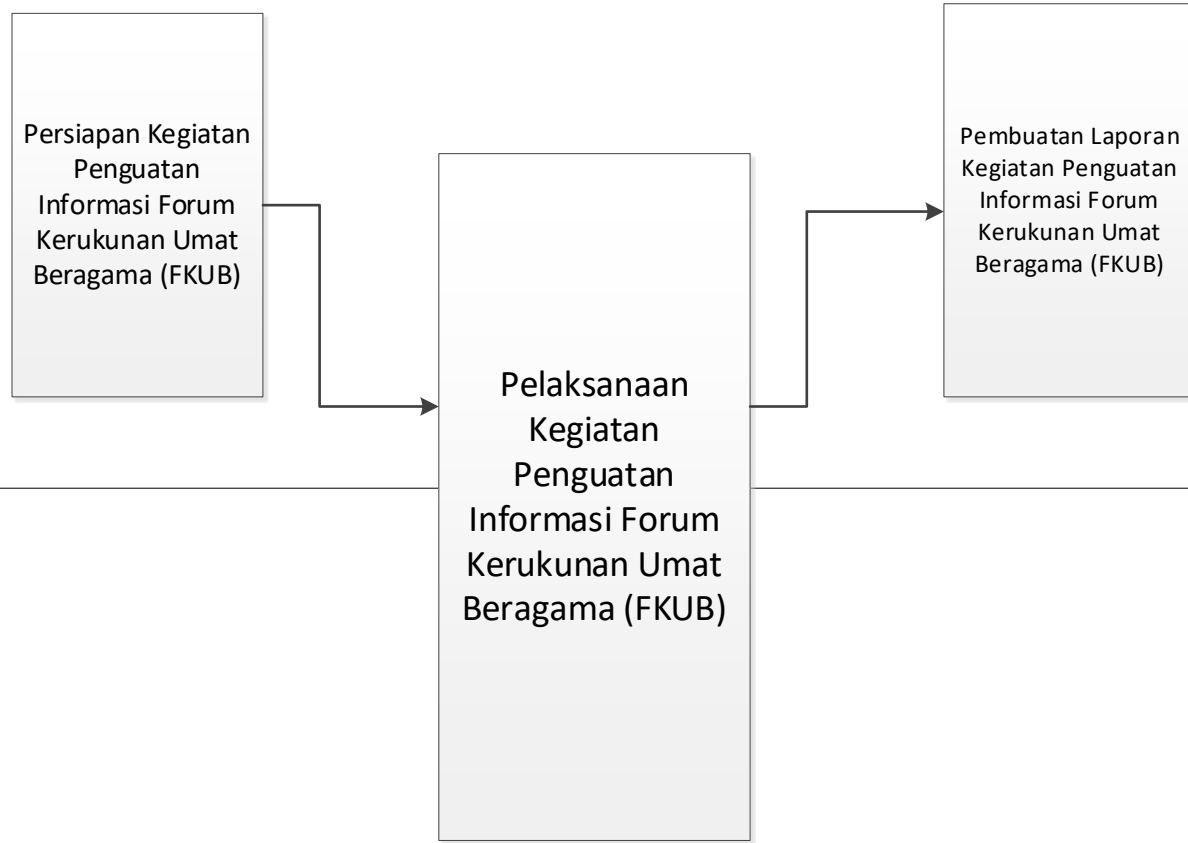 Persiapan Kegiatan
Penguatan
Informasi Forum
Kerukunan Umat
Beragama (FKUB)
Pelaksanaan
Kegiatan
Penguatan
Informasi Forum
Kerukunan Umat
Beragama (FKUB)
Pembuatan Laporan
Kegiatan Penguatan
Informasi Forum
Kerukunan Umat
Beragama (FKUB)